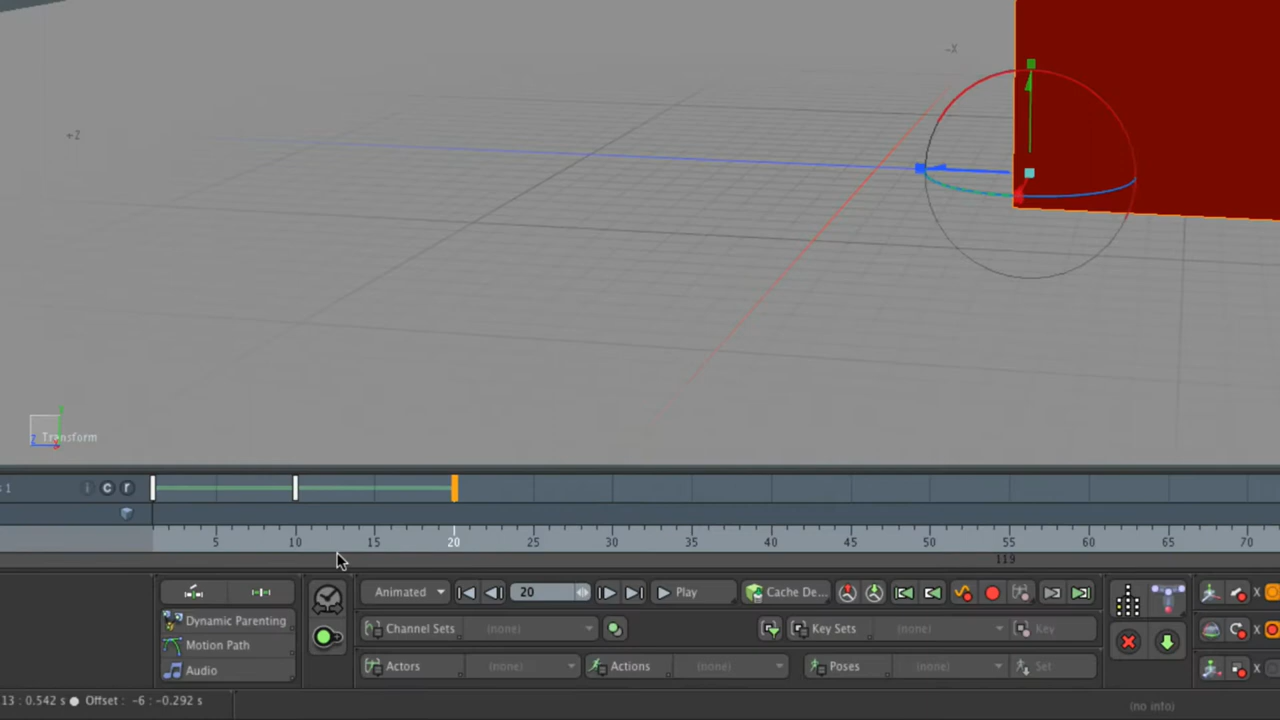 -X
+Z
Transform
s 1
5 10 15 20 25 30 35 40 45 50 55 60 65 70
119
Animated 20 Play Cache De...
Dynamic Parenting Channel Sets (none) Key Sets (none) Key
Motion Path
Audio Actors (none) Actions (none) Poses (none) Set
13 : 0.542 s Offset : -6 : -0.292 s
(no info)